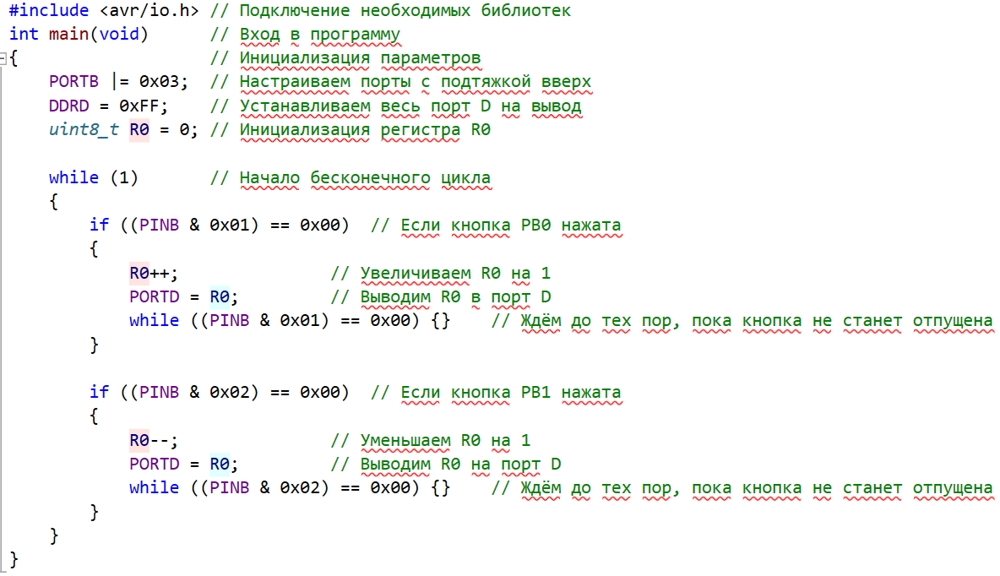 #include <avr/io.h> // Подключение необходимых библиотек
int main(void)      // Вход в программу
{                   // Инициализация параметров
    PORTB |= 0x03;  // Настраиваем порты с подтяжкой вверх
    DDRD = 0xFF;    // Устанавливаем весь порт D на вывод
    uint8_t R0 = 0; // Инициализация регистра R0

    while (1)       // Начало бесконечного цикла
    {
        if ((PINB & 0x01) == 0x00)  // Если кнопка PB0 нажата
        {
            R0++;               // Увеличиваем R0 на 1
            PORTD = R0;         // Выводим R0 в порт D
            while ((PINB & 0x01) == 0x00) {}    // Ждём до тех пор, пока кнопка не станет отпущена
        }

        if ((PINB & 0x02) == 0x00)  // Если кнопка PB1 нажата
        {
            R0--;               // Уменьшаем R0 на 1
            PORTD = R0;         // Выводим R0 на порт D
            while ((PINB & 0x02) == 0x00) {}    // Ждём до тех пор, пока кнопка не станет отпущена
        }
    }
}